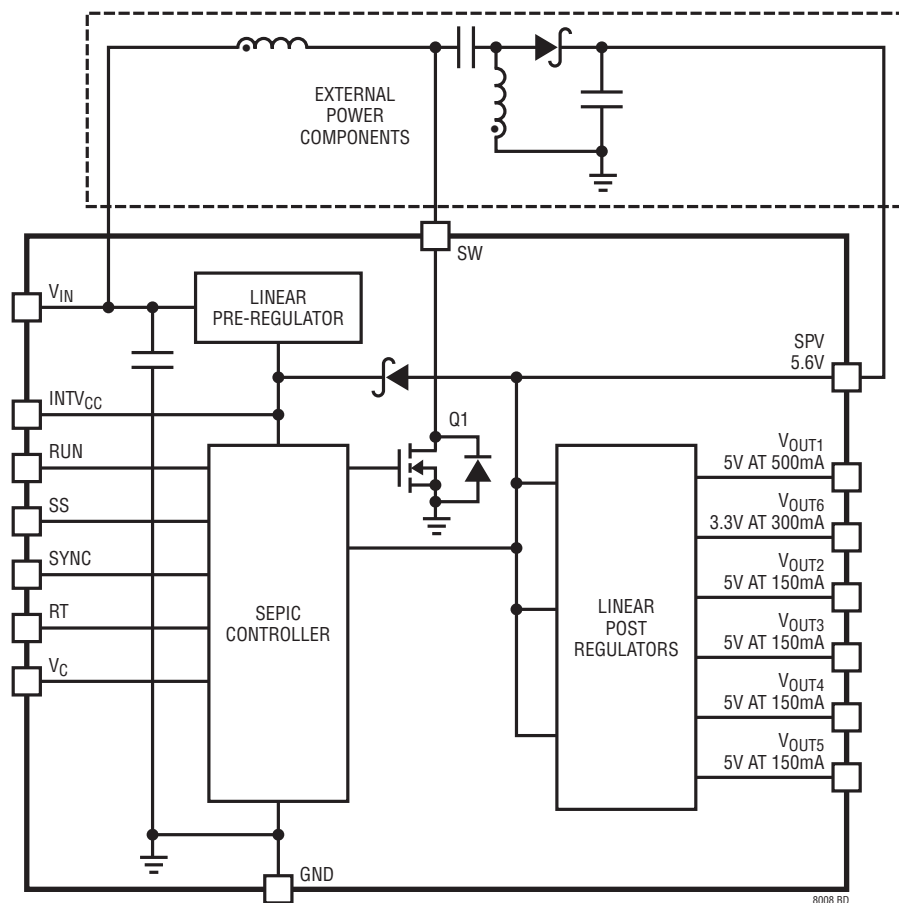 EXTERNAL
POWER
COMPONENTS
SW
VIN
LINEAR
PRE-REGULATOR
SPV
5.6V
INTVCC
Q1
RUN
SS
SYNC
RT
VC
SEPIC
CONTROLLER
LINEAR
POST
REGULATORS
VOUT1
5V AT 500mA
VOUT6
3.3V AT 300mA
VOUT2
5V AT 150mA
VOUT3
5V AT 150mA
VOUT4
5V AT 150mA
VOUT5
5V AT 150mA
GND
8008 BD